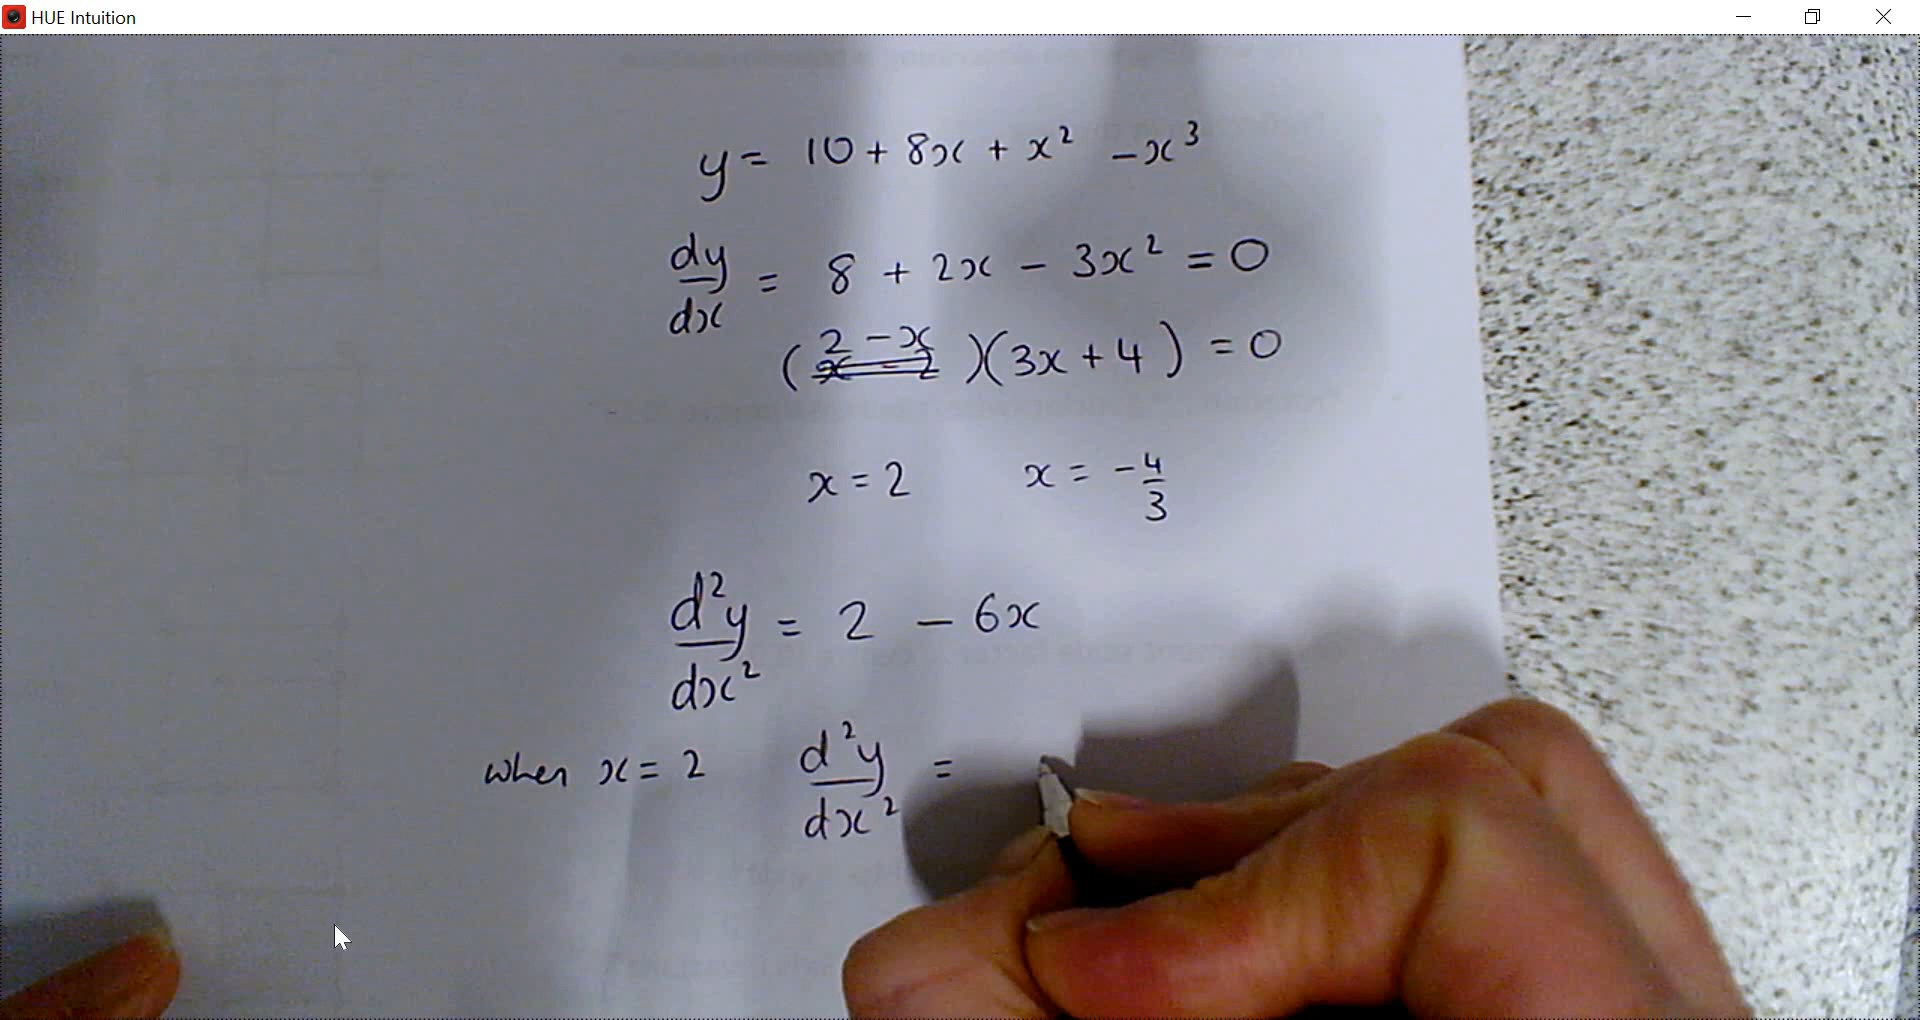 HUE Intuition
y = 10 + 8x + x² - x³
dy/dx = 8 + 2x - 3x² = 0
(2 - x)(3x + 4) = 0
x = 2 x = -4/3
d²y/dx² = 2 - 6x
when x = 2 d²y/dx² =